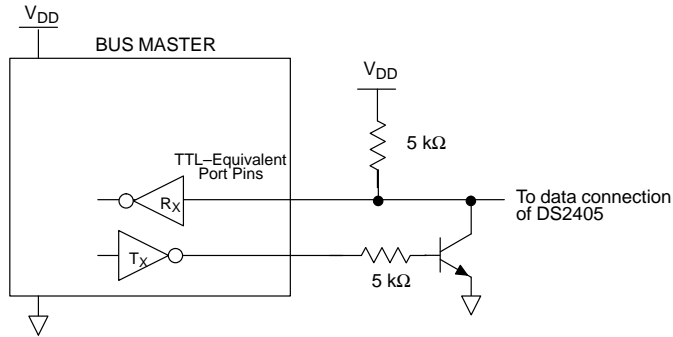 VDD
BUS MASTER
VDD
5 kΩ
TTL–Equivalent
Port Pins
RX
To data connection
of DS2405
TX
5 kΩ